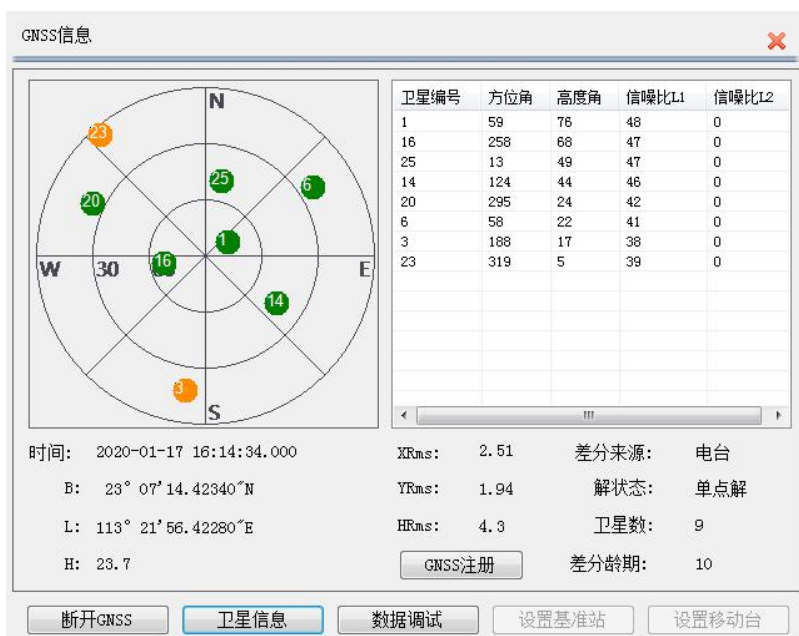 GNSS信息
N
23
25
6
20
1
W
30
16
E
14
3
S
卫星编号 方位角 高度角 信噪比L1 信噪比L2
1 59 76 48 0
16 258 68 47 0
25 13 49 47 0
14 124 44 46 0
20 295 24 42 0
6 58 22 41 0
3 188 17 38 0
23 319 5 39 0
时间: 2020-01-17 16:14:34.000
B: 23° 07′14.42340″N
L: 113° 21′56.42280″E
H: 23.7
XRms: 2.51 差分来源: 电台
YRms: 1.94 解状态: 单点解
HRms: 4.3 卫星数: 9
GNSS注册 差分龄期: 10
断开GNSS 卫星信息 数据调试 设置基准站 设置移动台